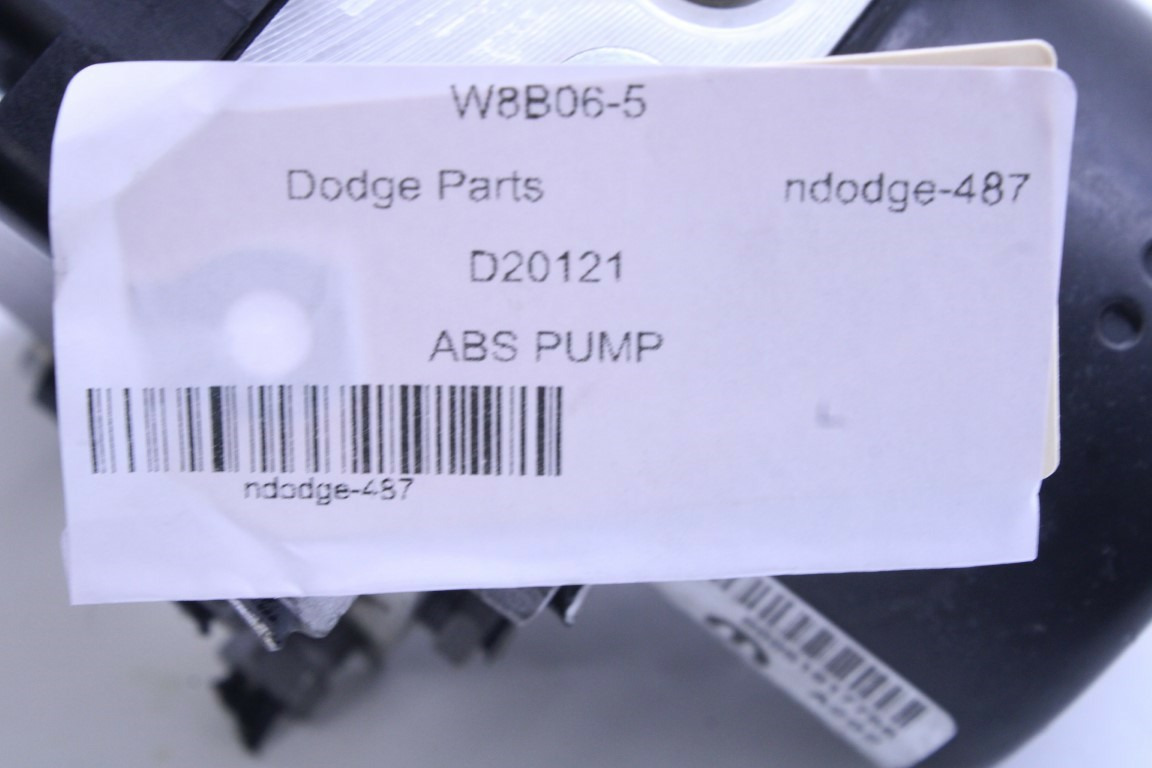 W8B06-5
Dodge Parts ndodge-487
D20121
ABS PUMP
ndodge-487